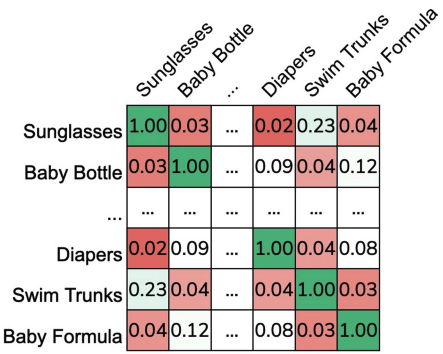 Sunglasses Baby Bottle ... Diapers Swim Trunks Baby Formula
Sunglasses 1.00 0.03 ... 0.02 0.23 0.04
Baby Bottle 0.03 1.00 ... 0.09 0.04 0.12
... ... ... ... ... ... ...
Diapers 0.02 0.09 ... 1.00 0.04 0.08
Swim Trunks 0.23 0.04 ... 0.04 1.00 0.03
Baby Formula 0.04 0.12 ... 0.08 0.03 1.00